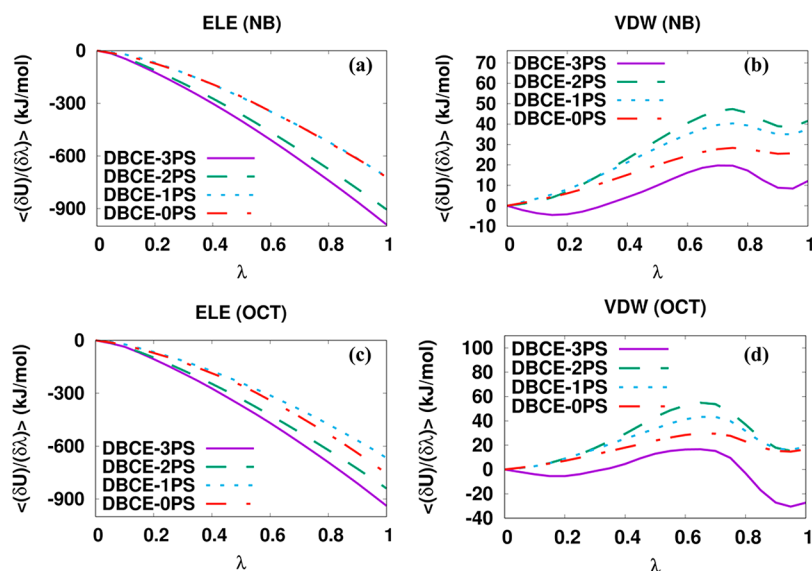 ELE (NB)
(a)
0
-300
-600
-900
<(δU)/(δλ)> (kJ/mol)
DBCE-3PS
DBCE-2PS
DBCE-1PS
DBCE-0PS
0 0.2 0.4 0.6 0.8 1
λ
VDW (NB)
(b)
70
60
50
40
30
20
10
0
-10
<(δU)/(δλ)> (kJ/mol)
DBCE-3PS
DBCE-2PS
DBCE-1PS
DBCE-0PS
0 0.2 0.4 0.6 0.8 1
λ
ELE (OCT)
(c)
0
-300
-600
-900
<(δU)/(δλ)> (kJ/mol)
DBCE-3PS
DBCE-2PS
DBCE-1PS
DBCE-0PS
0 0.2 0.4 0.6 0.8 1
λ
VDW (OCT)
(d)
100
80
60
40
20
0
-20
-40
<(δU)/(δλ)> (kJ/mol)
DBCE-3PS
DBCE-2PS
DBCE-1PS
DBCE-0PS
0 0.2 0.4 0.6 0.8 1
λ